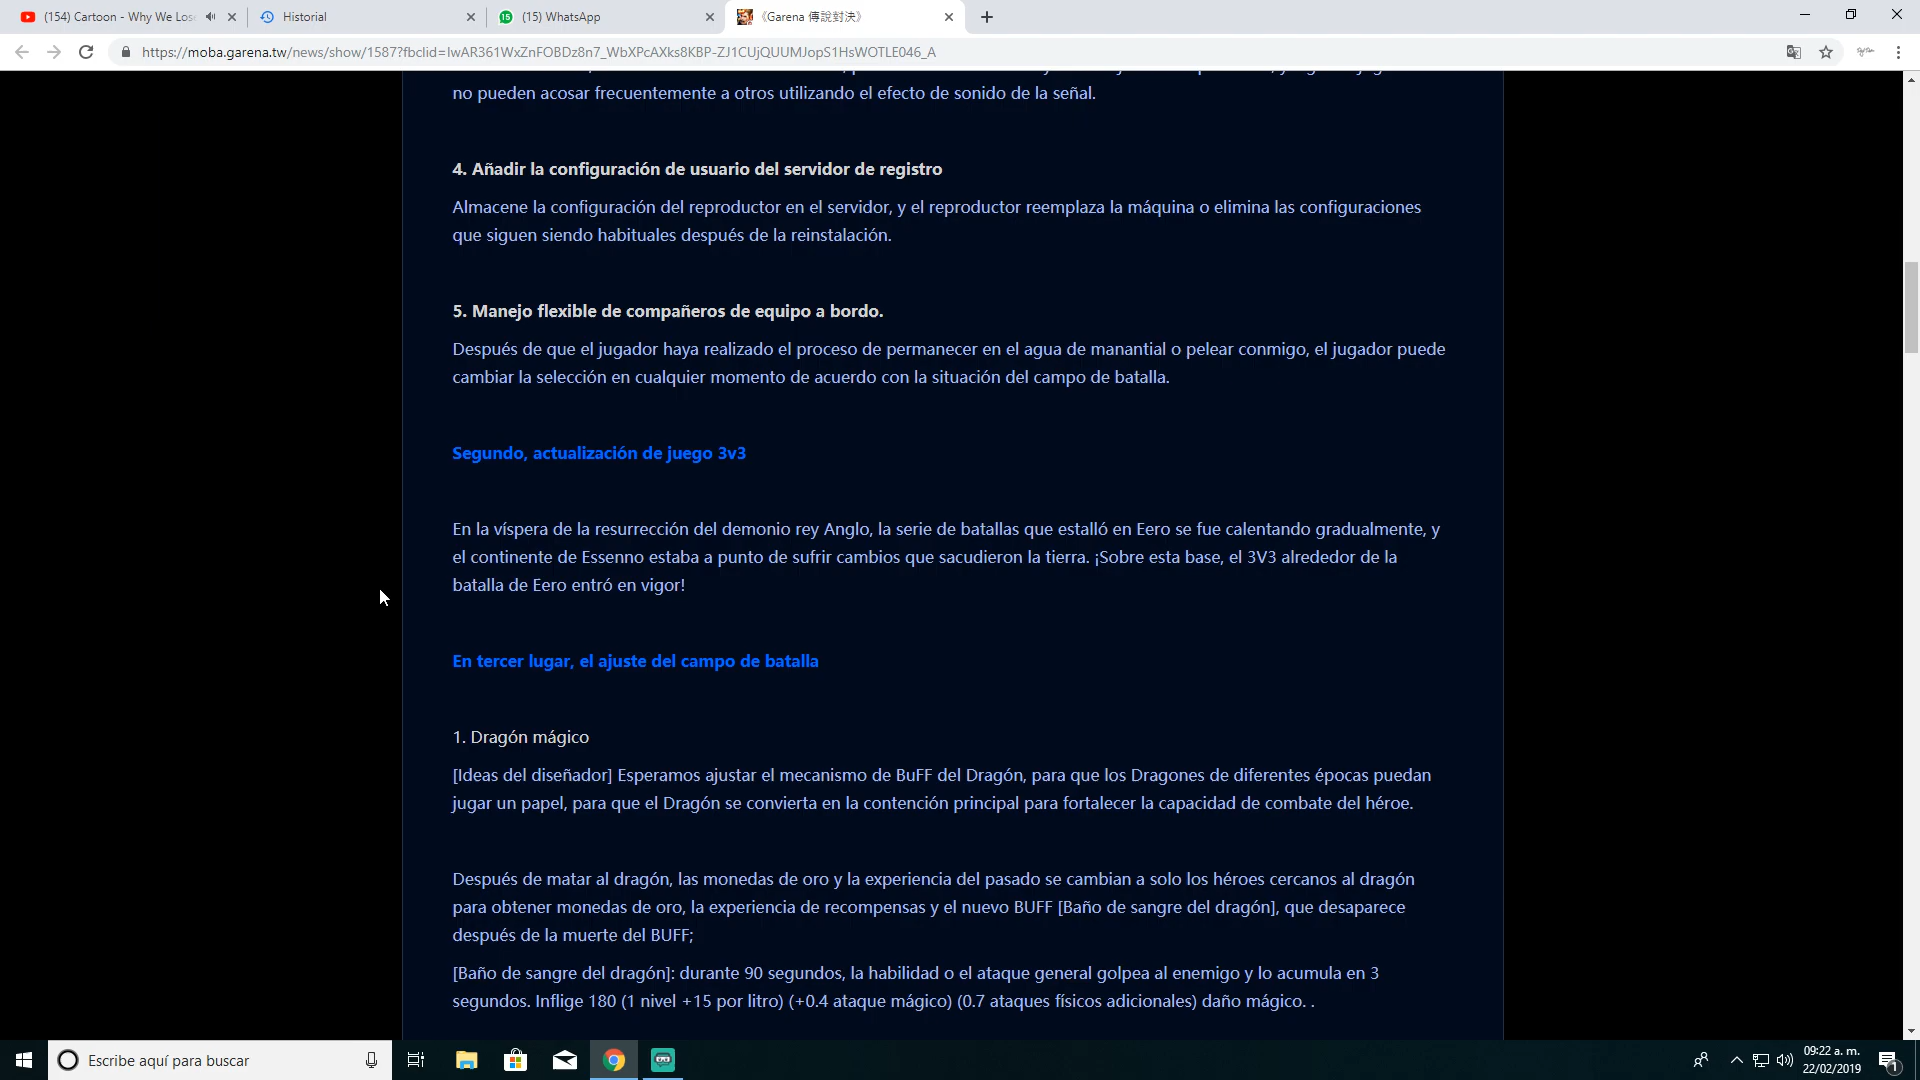 (154) Cartoon - Why We Lose
Historial
(15) WhatsApp
《Garena 傳說對決》
https://moba.garena.tw/news/show/1587?fbclid=IwAR361WxZnFOBDz8n7_WbXPcAXks8KBP-ZJ1CUjQUUMJopS1HsWOTLE046_A
no pueden acosar frecuentemente a otros utilizando el efecto de sonido de la señal.
4. Añadir la configuración de usuario del servidor de registro
Almacene la configuración del reproductor en el servidor, y el reproductor reemplaza la máquina o elimina las configuraciones
que siguen siendo habituales después de la reinstalación.
5. Manejo flexible de compañeros de equipo a bordo.
Después de que el jugador haya realizado el proceso de permanecer en el agua de manantial o pelear conmigo, el jugador puede
cambiar la selección en cualquier momento de acuerdo con la situación del campo de batalla.
Segundo, actualización de juego 3v3
En la víspera de la resurrección del demonio rey Anglo, la serie de batallas que estalló en Eero se fue calentando gradualmente, y
el continente de Essenno estaba a punto de sufrir cambios que sacudieron la tierra. ¡Sobre esta base, el 3V3 alrededor de la
batalla de Eero entró en vigor!
En tercer lugar, el ajuste del campo de batalla
1. Dragón mágico
[Ideas del diseñador] Esperamos ajustar el mecanismo de BuFF del Dragón, para que los Dragones de diferentes épocas puedan
jugar un papel, para que el Dragón se convierta en la contención principal para fortalecer la capacidad de combate del héroe.
Después de matar al dragón, las monedas de oro y la experiencia del pasado se cambian a solo los héroes cercanos al dragón
para obtener monedas de oro, la experiencia de recompensas y el nuevo BUFF [Baño de sangre del dragón], que desaparece
después de la muerte del BUFF;
[Baño de sangre del dragón]: durante 90 segundos, la habilidad o el ataque general golpea al enemigo y lo acumula en 3
segundos. Inflige 180 (1 nivel +15 por litro) (+0.4 ataque mágico) (0.7 ataques físicos adicionales) daño mágico. .
Escribe aquí para buscar
09:22 a. m.
22/02/2019
1